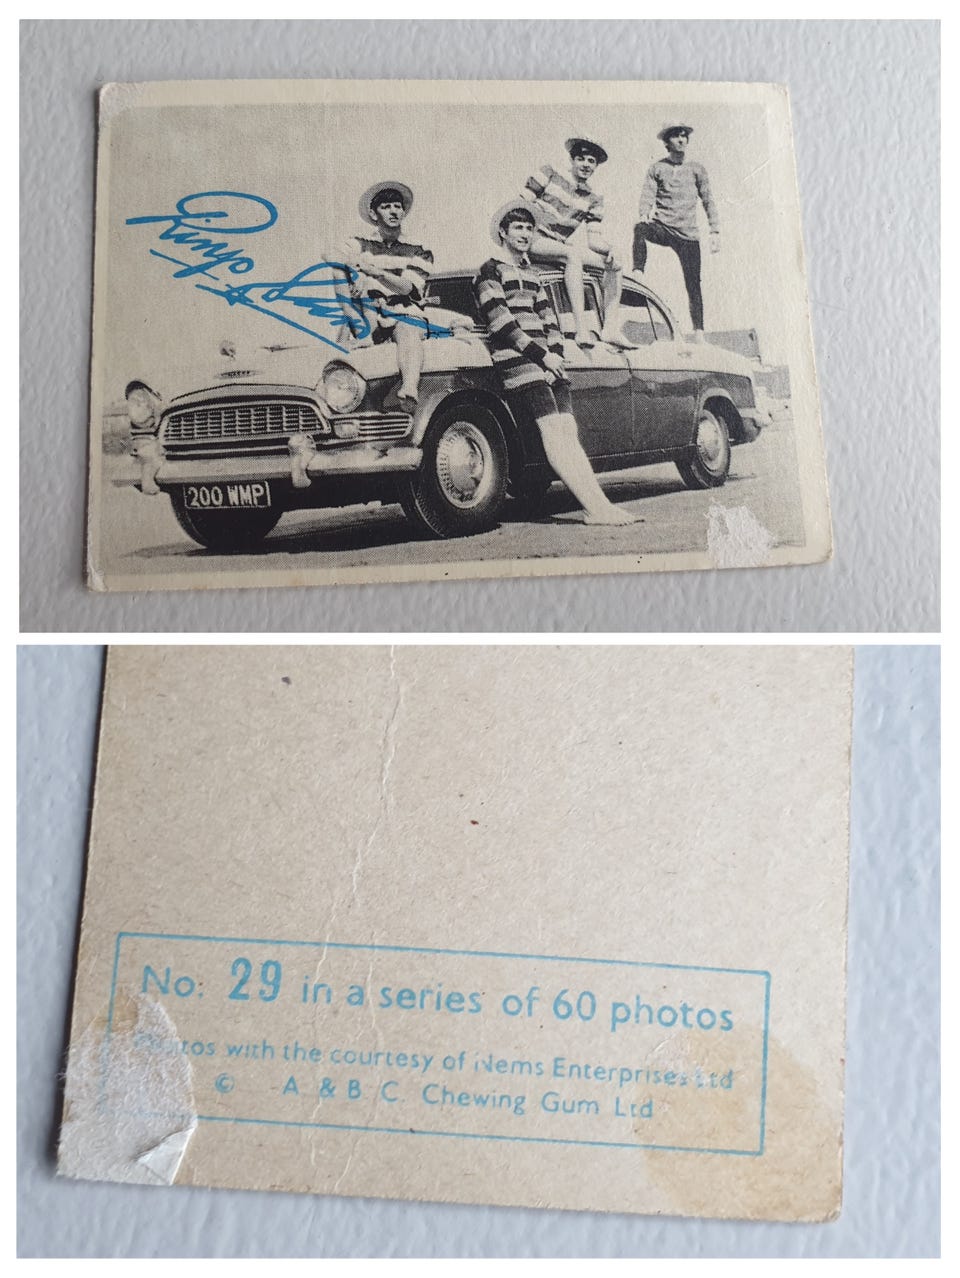 Ringo Starr
200 WMP
No. 29 in a series of 60 photos
Photos with the courtesy of Nems Enterprises Ltd
© A & B C. Chewing Gum Ltd